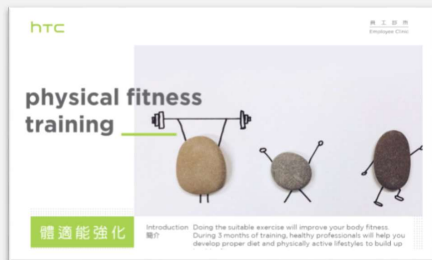 htc
員工診所
Employee Clinic
physical fitness
training
體適能強化
Introduction
簡介
Doing the suitable exercise will improve your body fitness.
During 3 months of training, healthy professionals will help you
develop proper diet and physically active lifestyles to build up